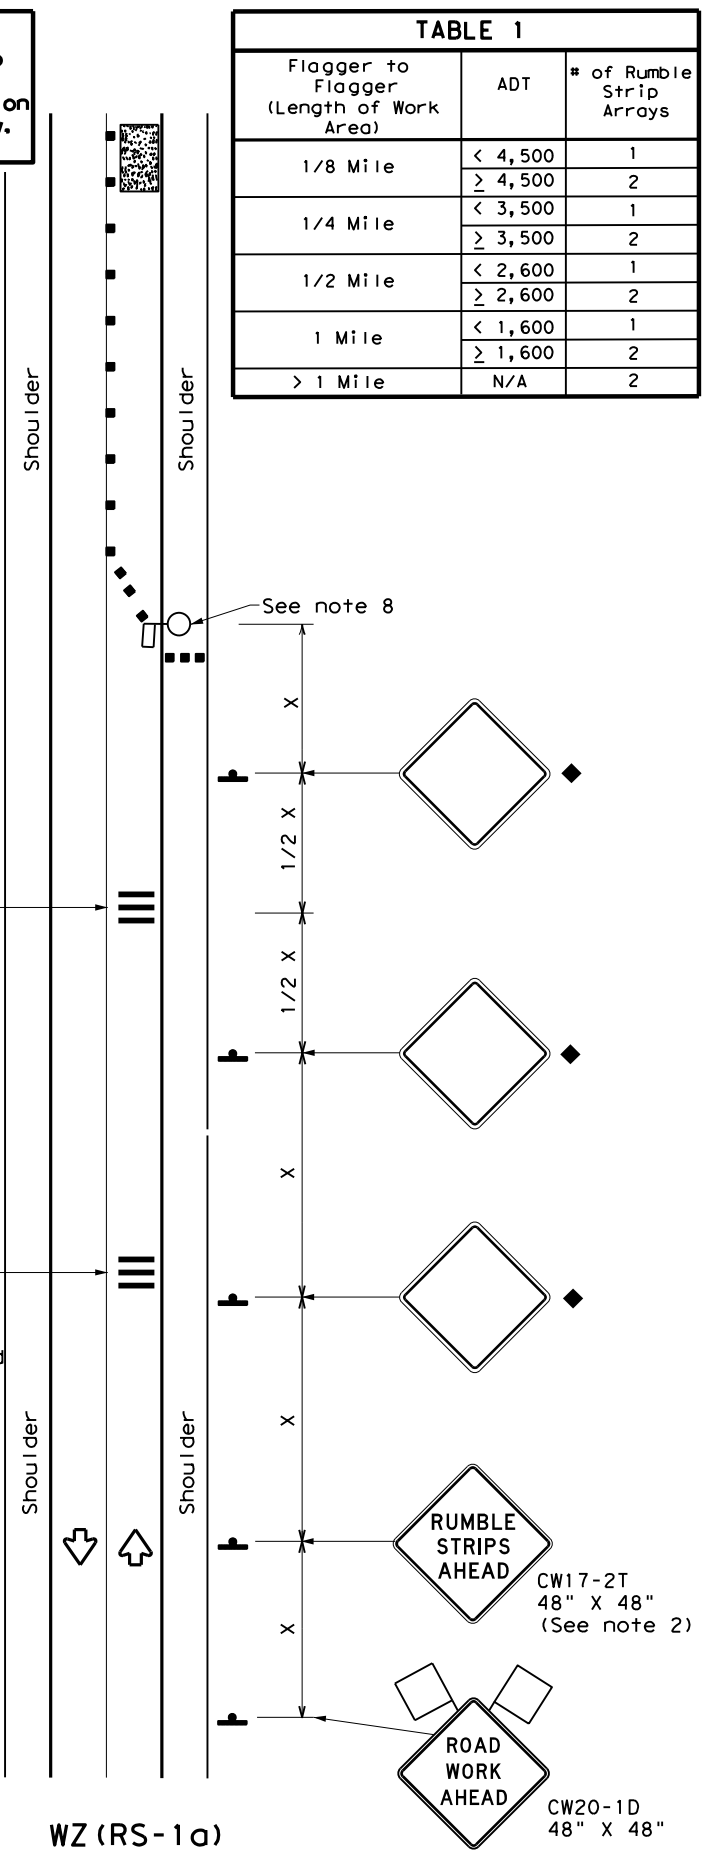 on
TABLE 1
Flagger to Flagger (Length of Work Area) ADT # of Rumble Strip Arrays
1/8 Mile < 4,500 1
≥ 4,500 2
1/4 Mile < 3,500 1
≥ 3,500 2
1/2 Mile < 2,600 1
≥ 2,600 2
1 Mile < 1,600 1
≥ 1,600 2
> 1 Mile N/A 2
Shoulder
Shoulder
See note 8
X
1/2 X
1/2 X
X
X
Shoulder
Shoulder
RUMBLE
STRIPS
AHEAD
CW17-2T
48" X 48"
(See note 2)
X
ROAD
WORK
AHEAD
CW20-1D
48" X 48"
WZ(RS-1a)